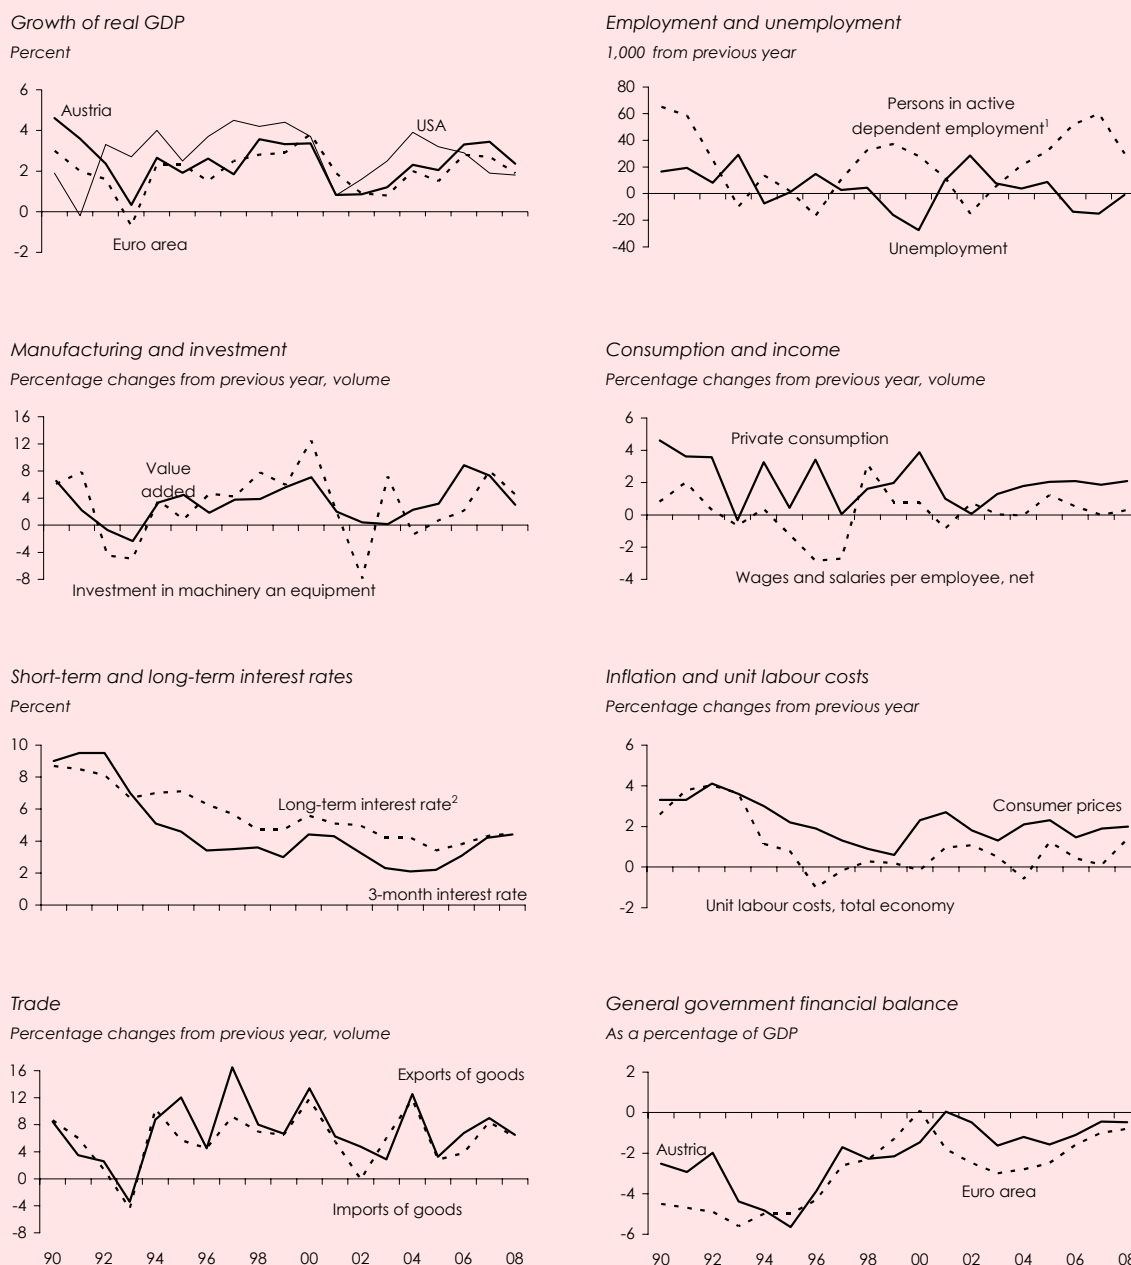 Growth of real GDP
Percent
6
4
2
0
-2
Austria
USA
Euro area
Employment and unemployment
1,000 from previous year
80
60
40
20
0
-20
-40
Persons in active
dependent employment1
Unemployment
Manufacturing and investment
Percentage changes from previous year, volume
16
12
8
4
0
-4
-8
Value
added
Investment in machinery an equipment
Consumption and income
Percentage changes from previous year, volume
6
4
2
0
-2
-4
Private consumption
Wages and salaries per employee, net
Short-term and long-term interest rates
Percent
10
8
6
4
2
0
Long-term interest rate2
3-month interest rate
Inflation and unit labour costs
Percentage changes from previous year
6
4
2
0
-2
Consumer prices
Unit labour costs, total economy
Trade
Percentage changes from previous year, volume
16
12
8
4
0
-4
-8
Exports of goods
Imports of goods
90 92 94 96 98 00 02 04 06 08
General government financial balance
As a percentage of GDP
2
0
-2
-4
-6
Austria
Euro area
90 92 94 96 98 00 02 04 06 08